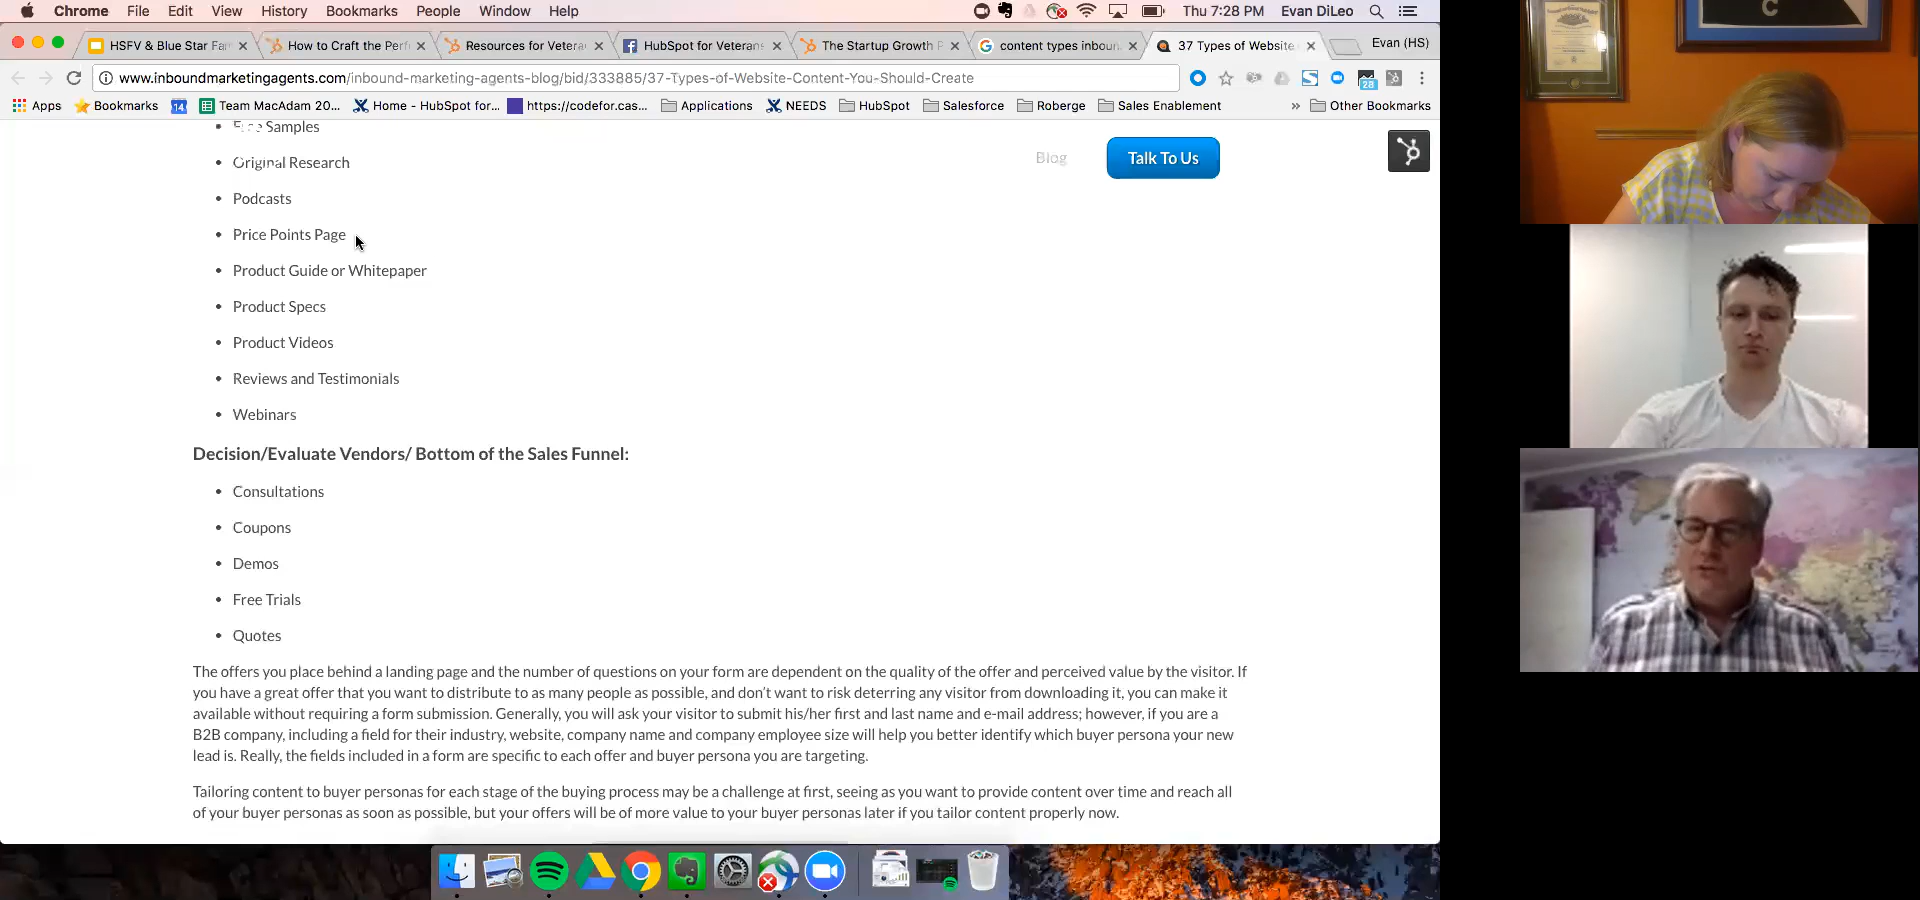 Chrome File Edit View History Bookmarks People Window Help Thu 7:28 PM Evan DiLeo
HSFV & Blue Star Fam How to Craft the Perf Resources for Vetera HubSpot for Veterans The Startup Growth P content types inboun 37 Types of Website Evan (HS)
www.inboundmarketingagents.com/inbound-marketing-agents-blog/bid/333885/37-Types-of-Website-Content-You-Should-Create
28
Apps Bookmarks 14 Team MacAdam 20... Home - HubSpot for... https://codefor.cas... Applications NEEDS HubSpot Salesforce Roberge Sales Enablement » Other Bookmarks
Free Samples
Blog Talk To Us
Original Research
Podcasts
Price Points Page
Product Guide or Whitepaper
Product Specs
Product Videos
Reviews and Testimonials
Webinars
Decision/Evaluate Vendors/ Bottom of the Sales Funnel:
Consultations
Coupons
Demos
Free Trials
Quotes
The offers you place behind a landing page and the number of questions on your form are dependent on the quality of the offer and perceived value by the visitor. If
you have a great offer that you want to distribute to as many people as possible, and don't want to risk deterring any visitor from downloading it, you can make it
available without requiring a form submission. Generally, you will ask your visitor to submit his/her first and last name and e-mail address; however, if you are a
B2B company, including a field for their industry, website, company name and company employee size will help you better identify which buyer persona your new
lead is. Really, the fields included in a form are specific to each offer and buyer persona you are targeting.
Tailoring content to buyer personas for each stage of the buying process may be a challenge at first, seeing as you want to provide content over time and reach all
of your buyer personas as soon as possible, but your offers will be of more value to your buyer personas later if you tailor content properly now.
C